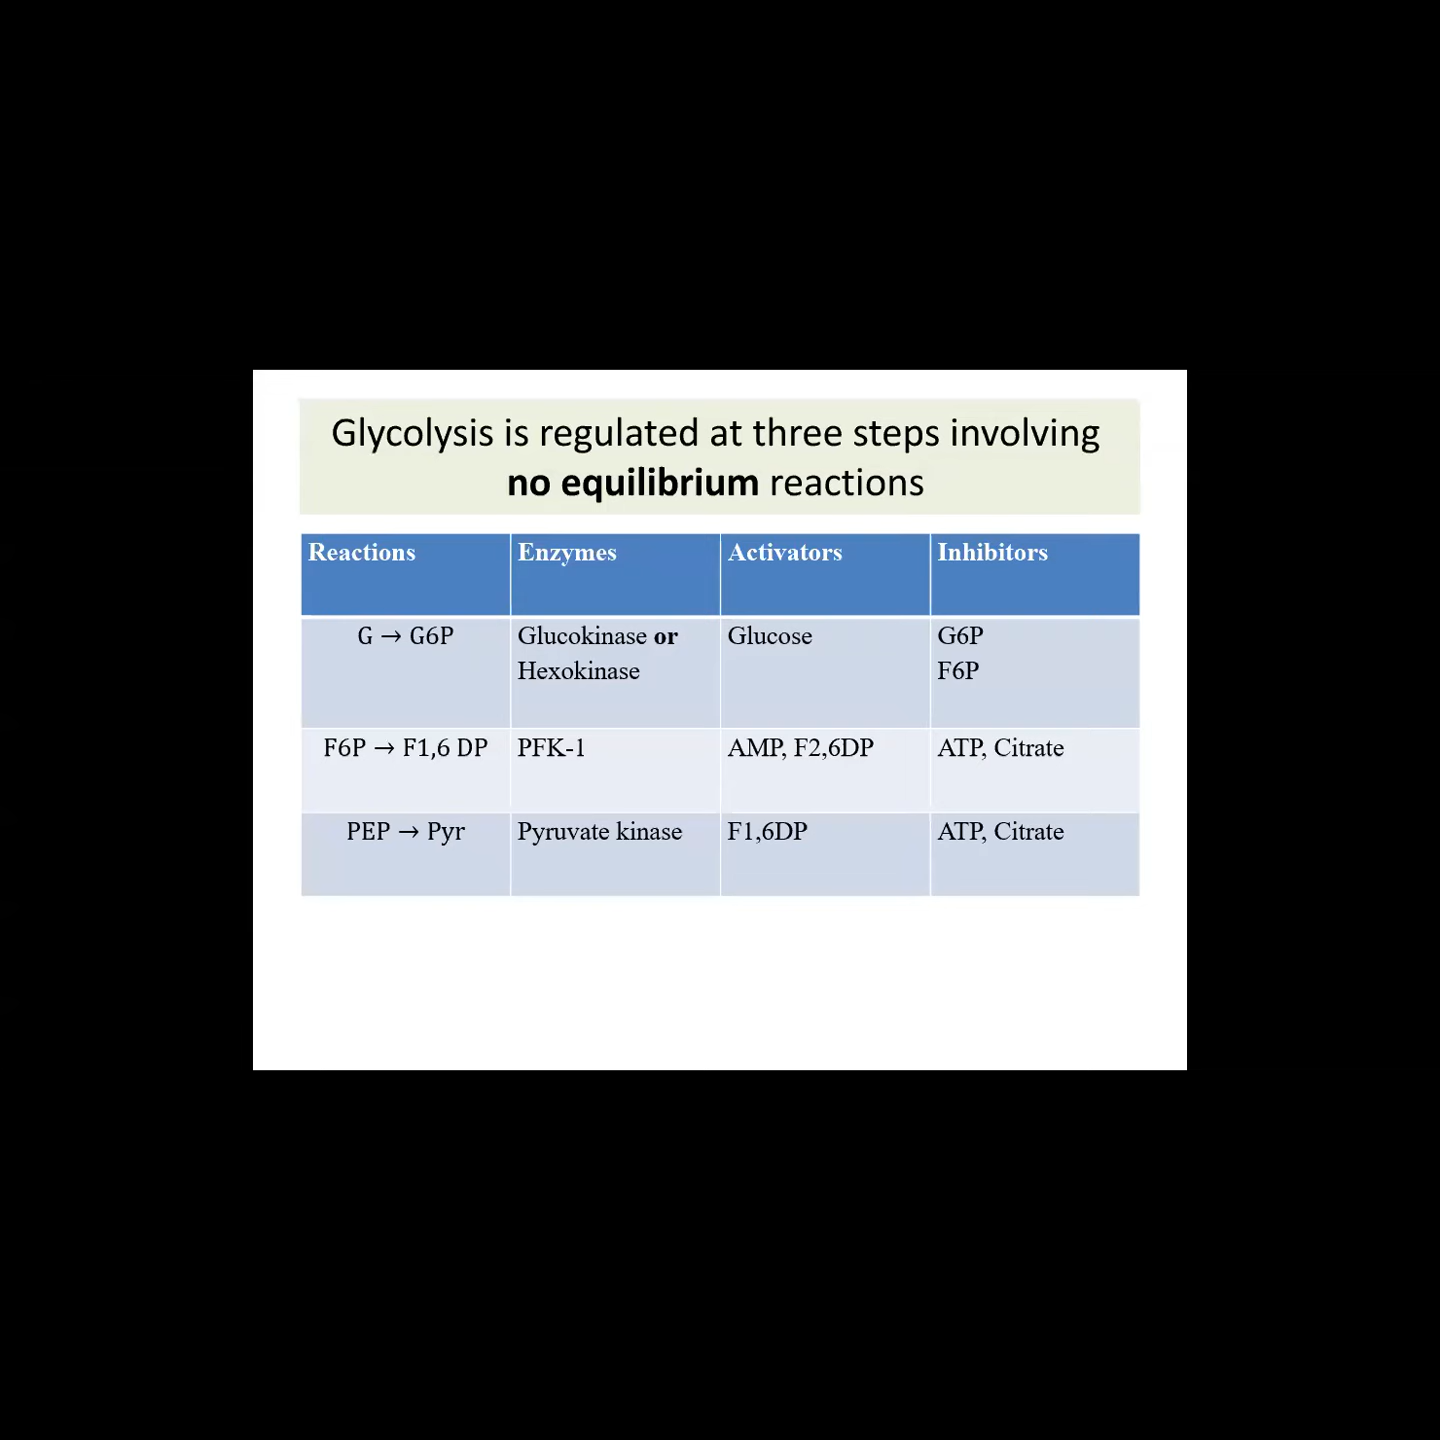 Glycolysis is regulated at three steps involving
no equilibrium reactions
Reactions Enzymes Activators Inhibitors
G → G6P Glucokinase or Glucose G6P
Hexokinase F6P
F6P → F1,6 DP PFK-1 AMP, F2,6DP ATP, Citrate
PEP → Pyr Pyruvate kinase F1,6DP ATP, Citrate